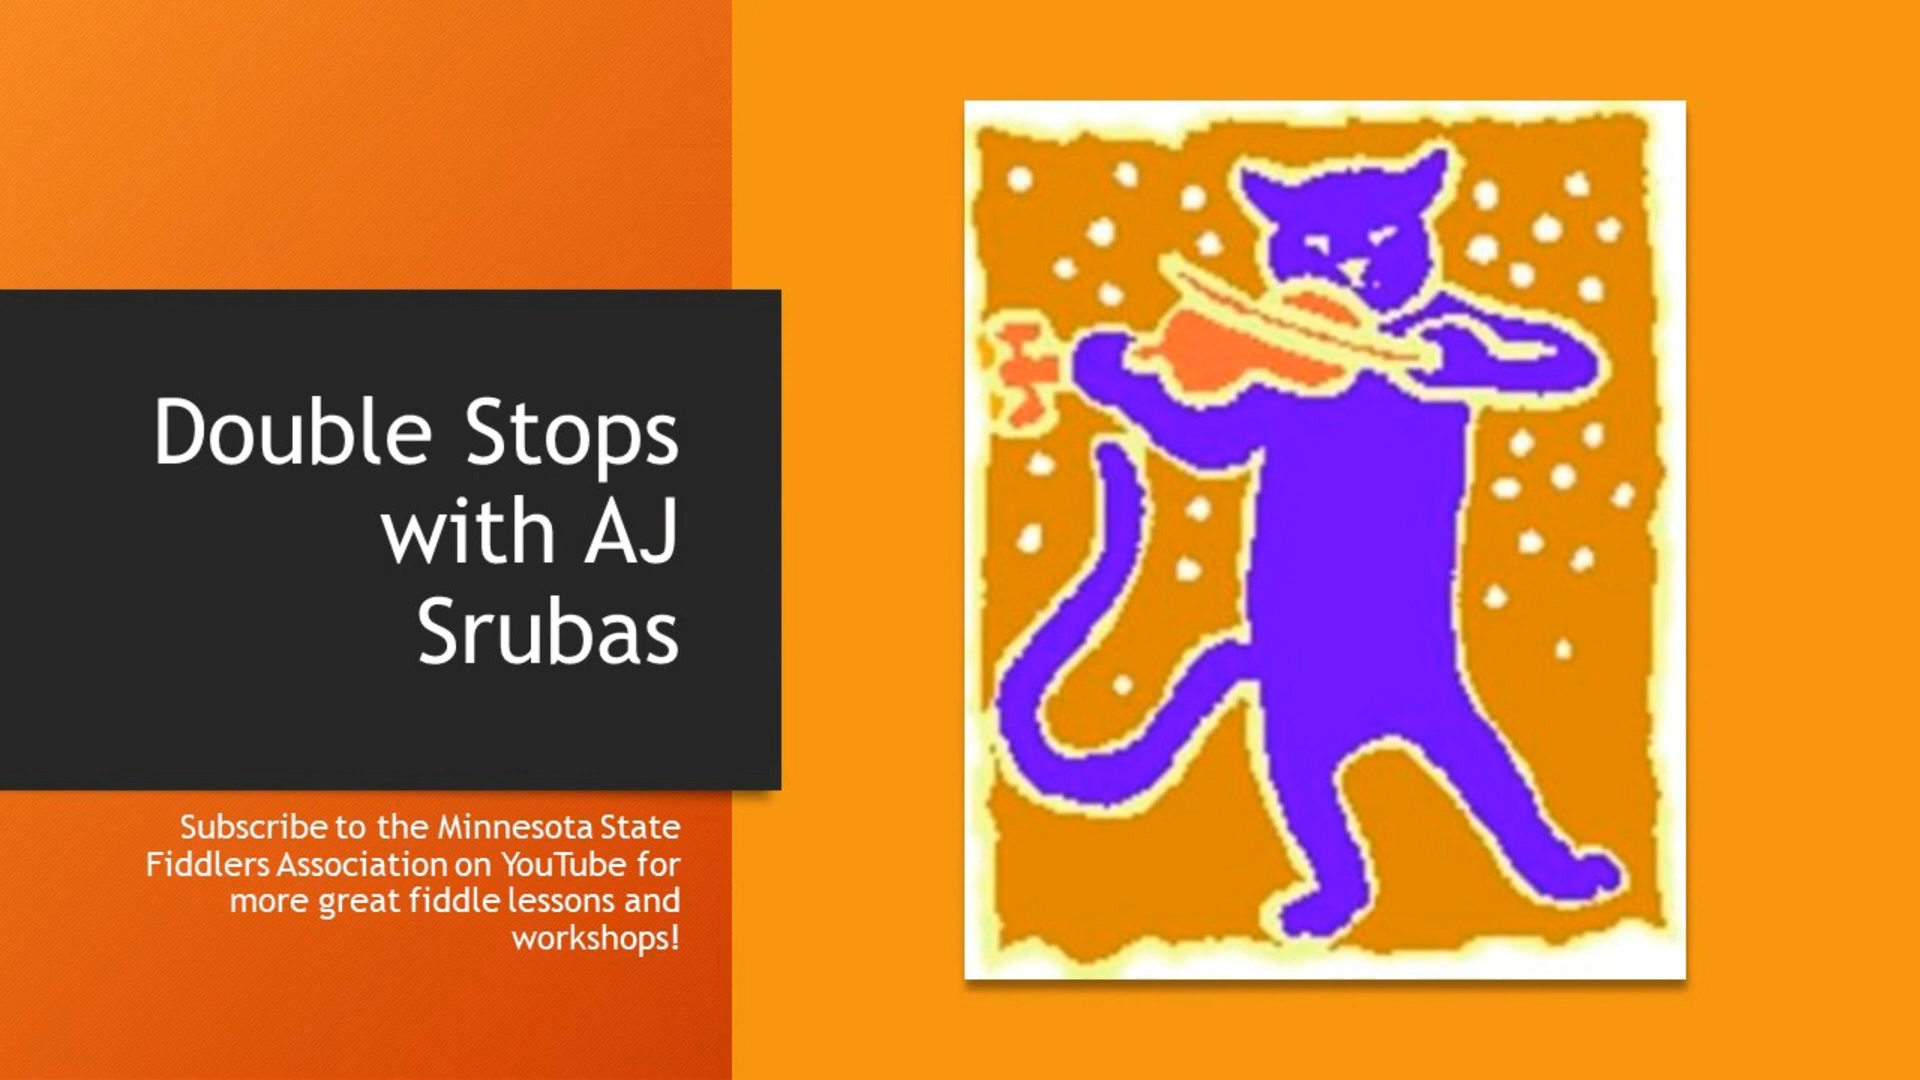 Double Stops
with AJ
Srubas
Subscribe to the Minnesota State
Fiddlers Association on YouTube for
more great fiddle lessons and
workshops!